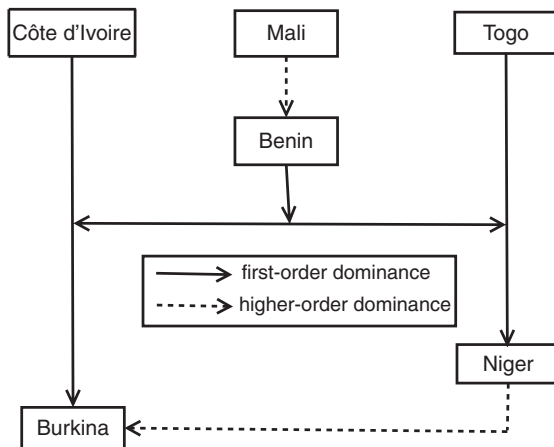 Côte d’Ivoire
Mali
Togo
Benin
first-order dominance
higher-order dominance
Niger
Burkina